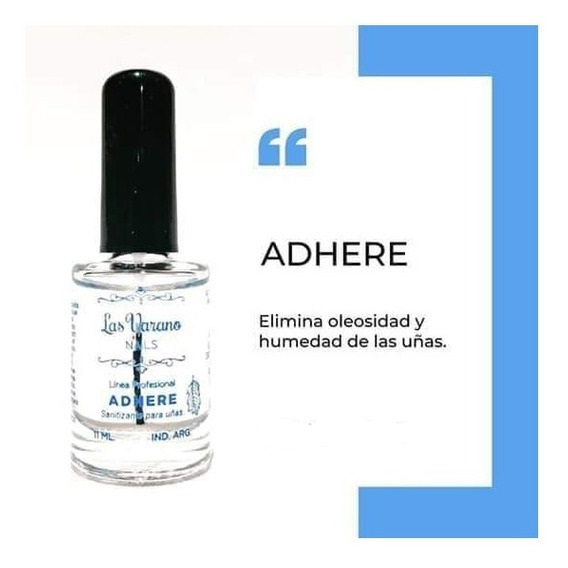 ADHERE
Elimina oleosidad y
humedad de las uñas.
Las Varano
NAILS
Línea Profesional
ADHERE
Sanitizante para uñas
11 ML
IND. ARG